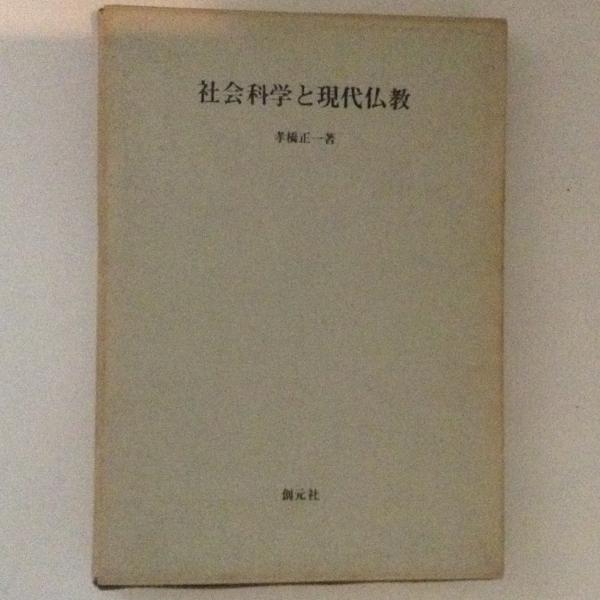 社会科学と現代仏教
孝橋正一著
創元社